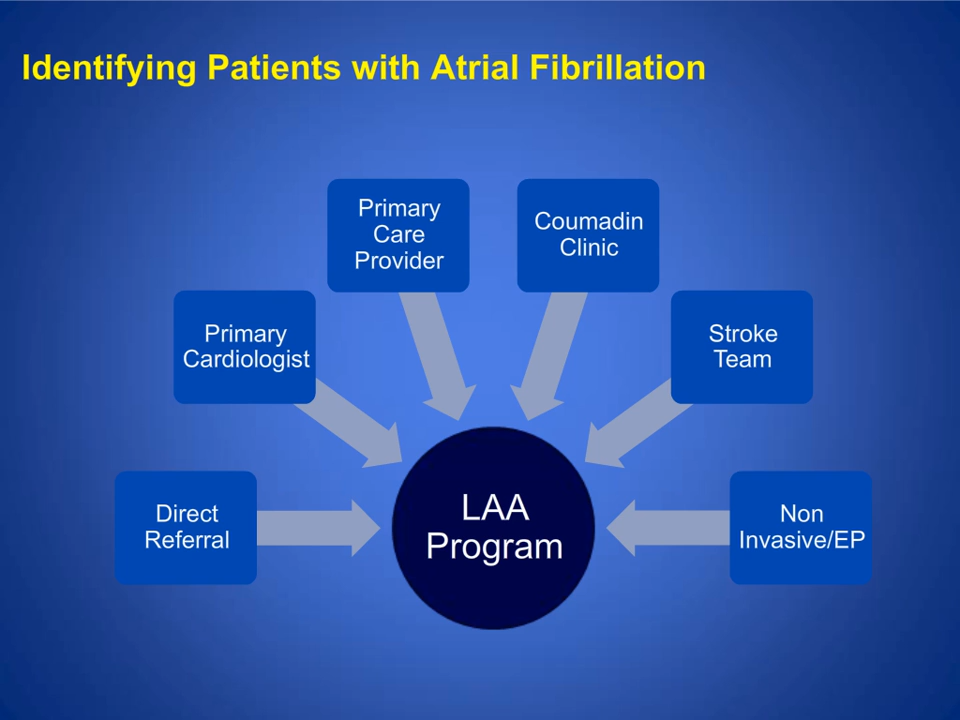 Identifying Patients with Atrial Fibrillation
Primary
Care
Provider
Coumadin
Clinic
Primary
Cardiologist
Stroke
Team
Direct
Referral
LAA
Program
Non
Invasive/EP